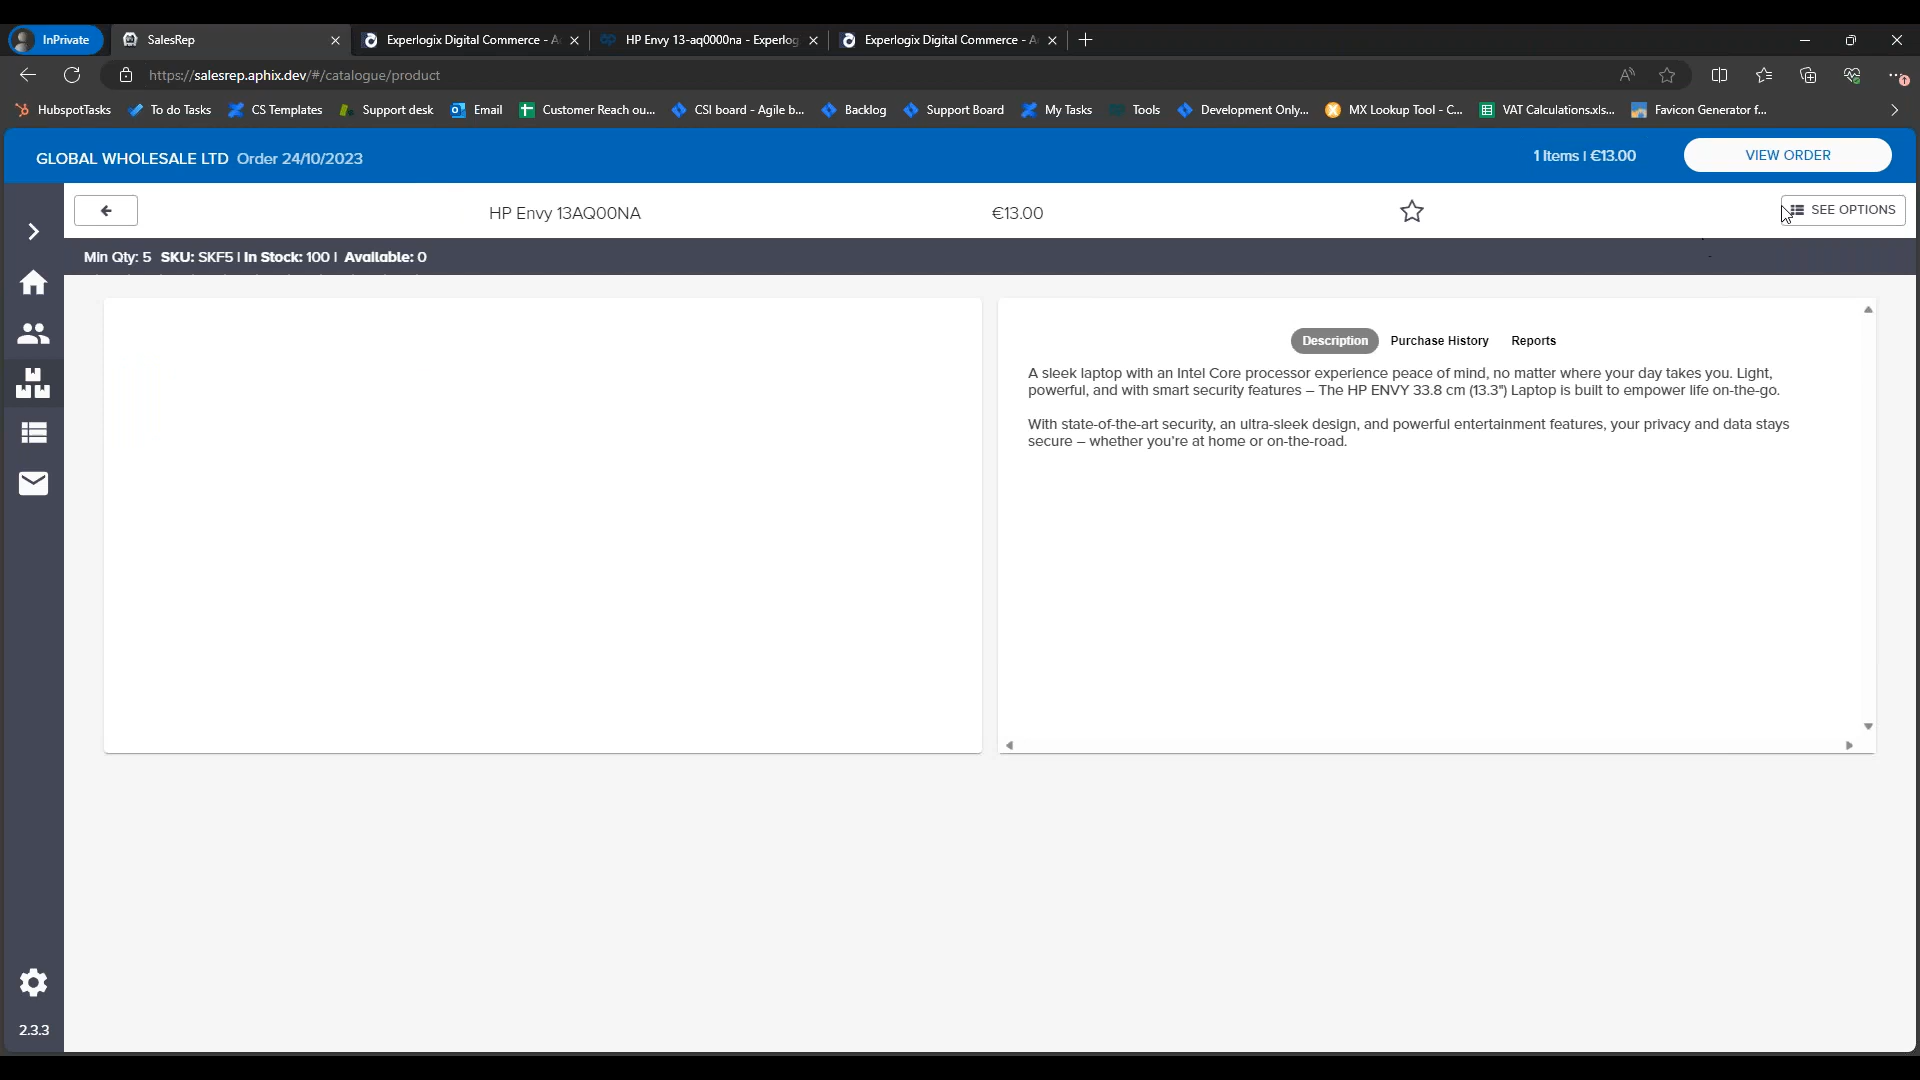 InPrivate
SalesRep
Experlogix Digital Commerce - A
HP Envy 13-aq0000na - Experlog
Experlogix Digital Commerce - A
https://salesrep.aphix.dev/#/catalogue/product
HubspotTasks
To do Tasks
CS Templates
Support desk
Email
Customer Reach ou...
CSI board - Agile b...
Backlog
Support Board
My Tasks
Tools
Development Only...
MX Lookup Tool - C...
VAT Calculations.xls...
Favicon Generator f...
GLOBAL WHOLESALE LTD Order 24/10/2023
1 Items | €13.00
VIEW ORDER
HP Envy 13AQ00NA
€13.00
SEE OPTIONS
Min Qty: 5 SKU: SKF5 | In Stock: 100 | Available: 0
Description
Purchase History
Reports
A sleek laptop with an Intel Core processor experience peace of mind, no matter where your day takes you. Light,
powerful, and with smart security features – The HP ENVY 33.8 cm (13.3") Laptop is built to empower life on-the-go.
With state-of-the-art security, an ultra-sleek design, and powerful entertainment features, your privacy and data stays
secure – whether you're at home or on-the-road.
2.3.3